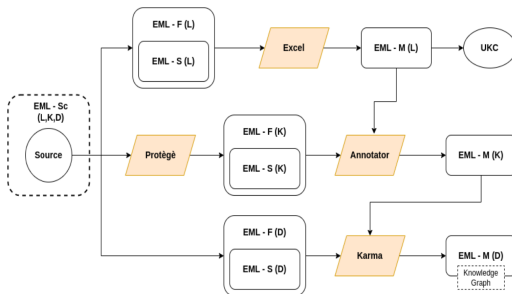 EML - F (L)
EML - S (L)
Excel
EML - M (L)
UKC
EML - Sc
(L,K,D)
Source
Protègè
EML - F (K)
EML - S (K)
Annotator
EML - M (K)
EML - F (D)
EML - S (D)
Karma
EML - M (D)
Knowledge
Graph